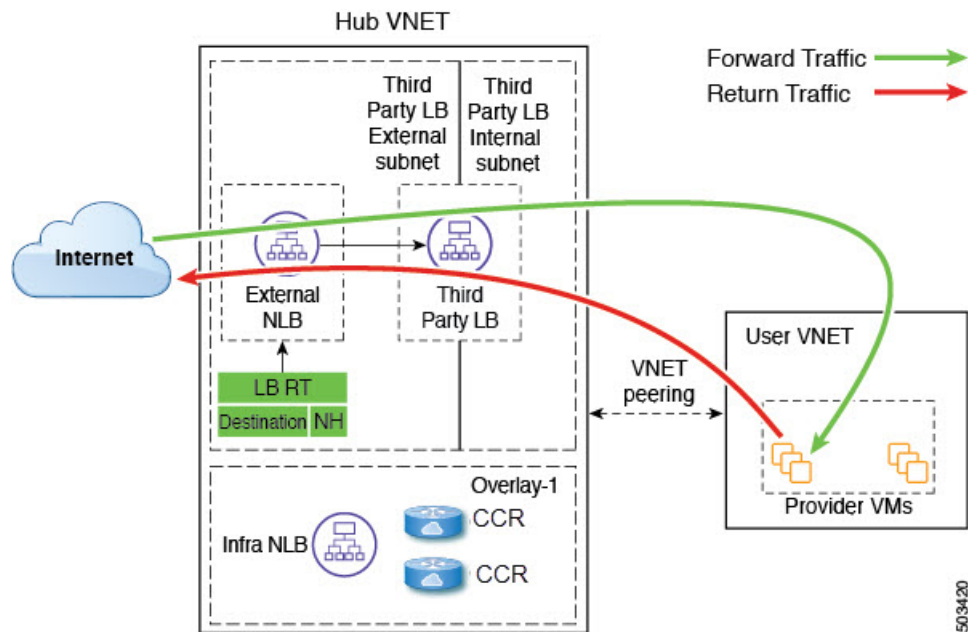 Hub VNET
Forward Traffic
Return Traffic
Third
Party LB
External
subnet
Third
Party LB
Internal
subnet
Internet
External
NLB
Third
Party LB
LB RT
Destination
NH
VNET
peering
User VNET
Provider VMs
Overlay-1
Infra NLB
CCR
CCR
503420